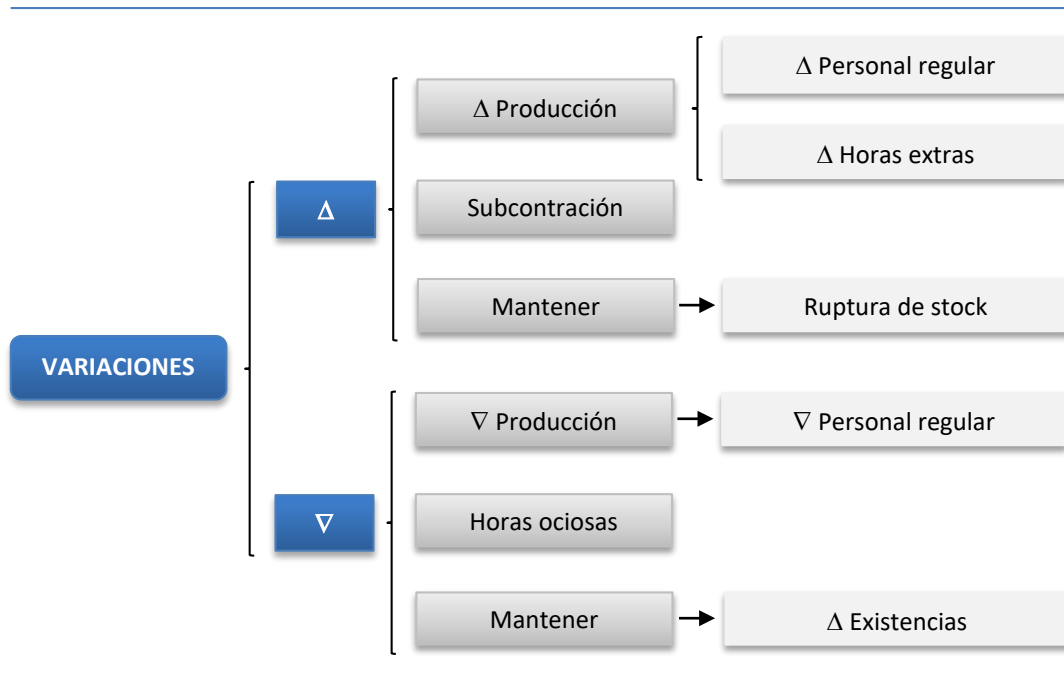 VARIACIONES
Δ
Δ Producción
Δ Personal regular
Δ Horas extras
Subcontración
Mantener
Ruptura de stock
∇
∇ Producción
∇ Personal regular
Horas ociosas
Mantener
Δ Existencias